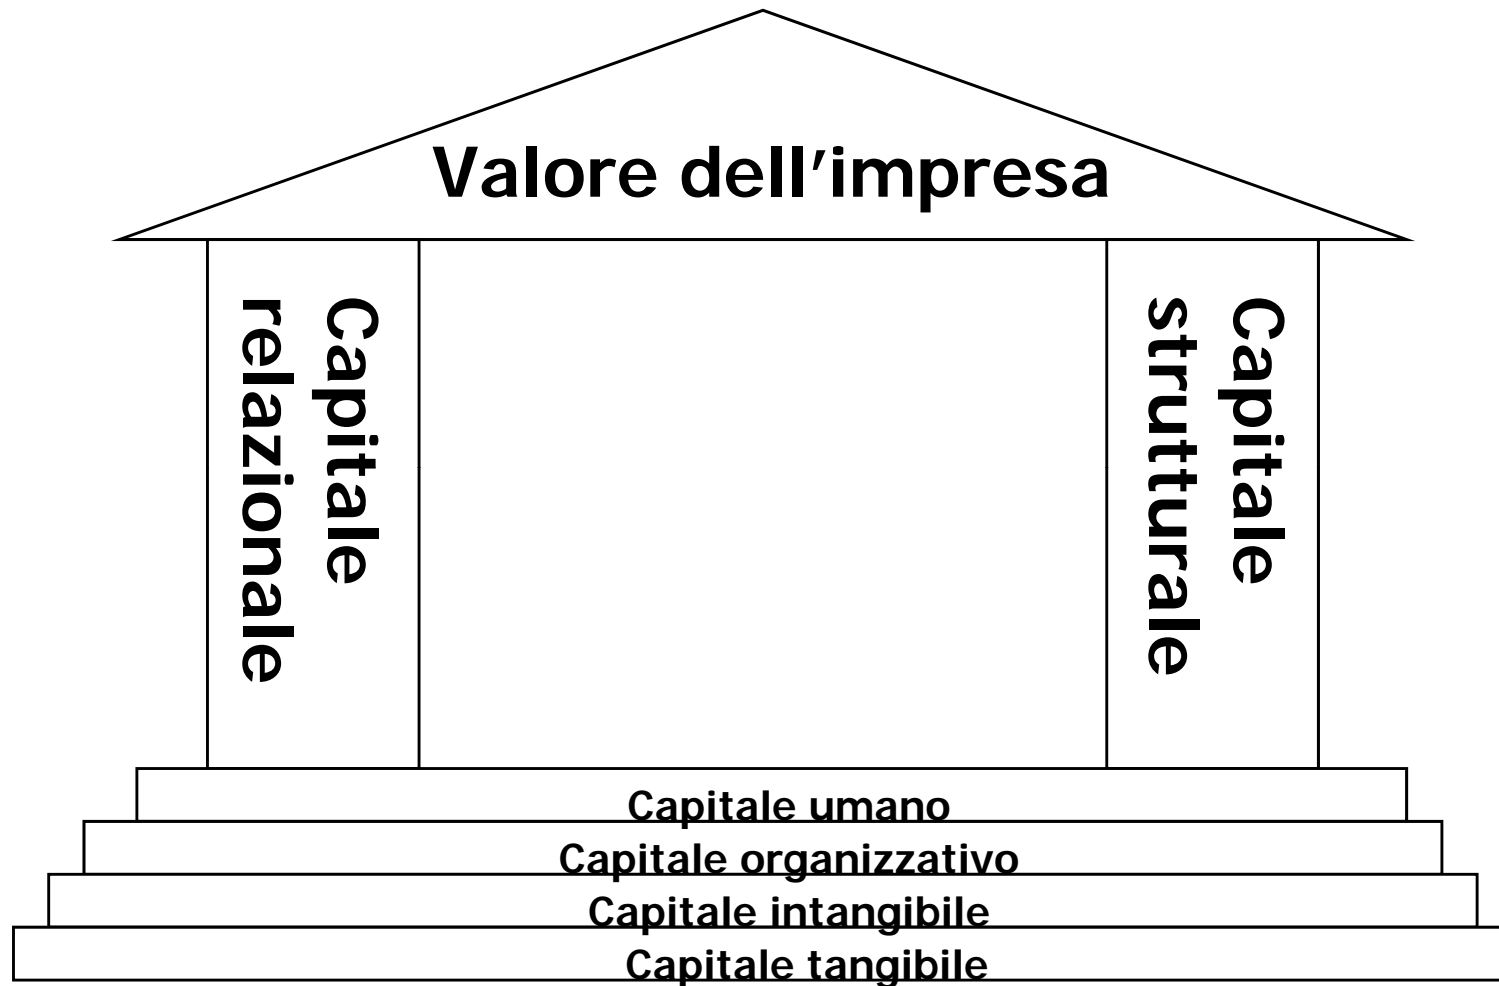 Valore dell'impresa
Capitale
relazionale
Capitale
strutturale
Capitale umano
Capitale organizzativo
Capitale intangibile
Capitale tangibile